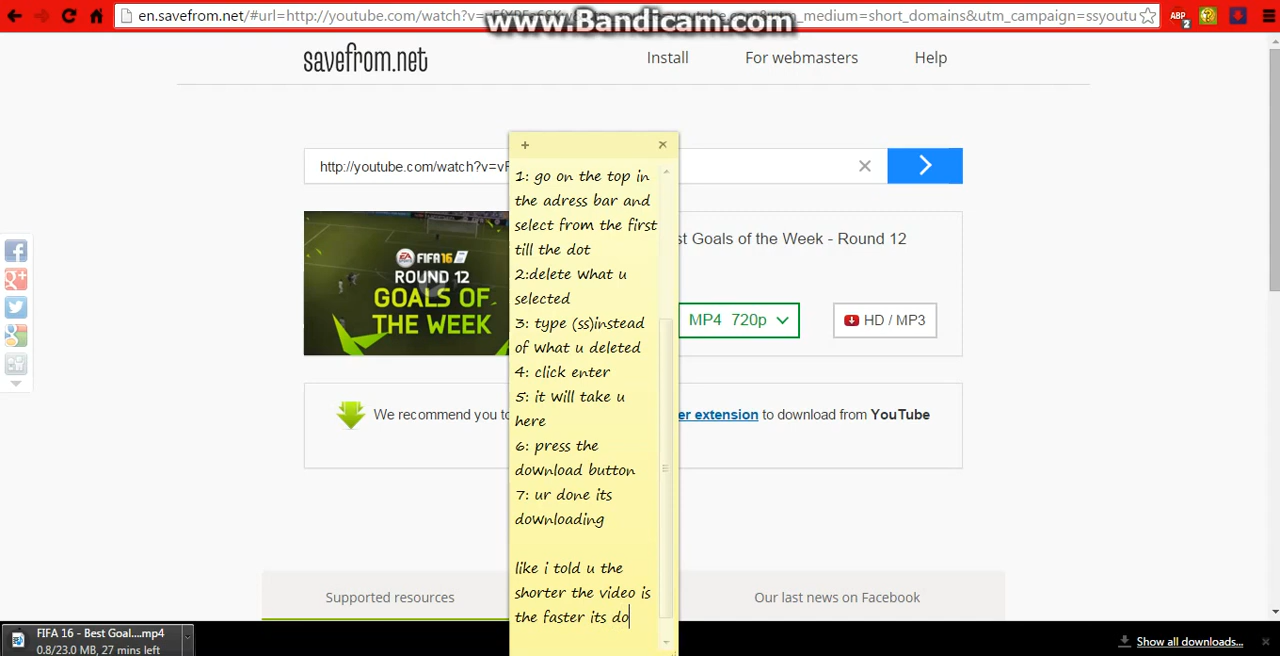 www.Bandicam.com
en.savefrom.net/#url=http://youtube.com/watch?v=
utm_medium=short_domains&utm_campaign=ssyoutu
ABP
2
savefrom.net
Install
For webmasters
Help
http://youtube.com/watch?v=
+
×
1: go on the top in
the adress bar and
select from the first
till the dot
2:delete what u
selected
3: type (ss)instead
of what u deleted
4: click enter
5: it will take u
here
6: press the
download button
7: ur done its
downloading
like i told u the
shorter the video is
the faster its do
EA SPORTS FIFA 16
ROUND 12
GOALS OF
THE WEEK
st Goals of the Week - Round 12
MP4 720p
HD / MP3
We recommend you to
er extension to download from YouTube
Supported resources
Our last news on Facebook
FIFA 16 - Best Goal....mp4
0.8/23.0 MB, 27 mins left
Show all downloads...